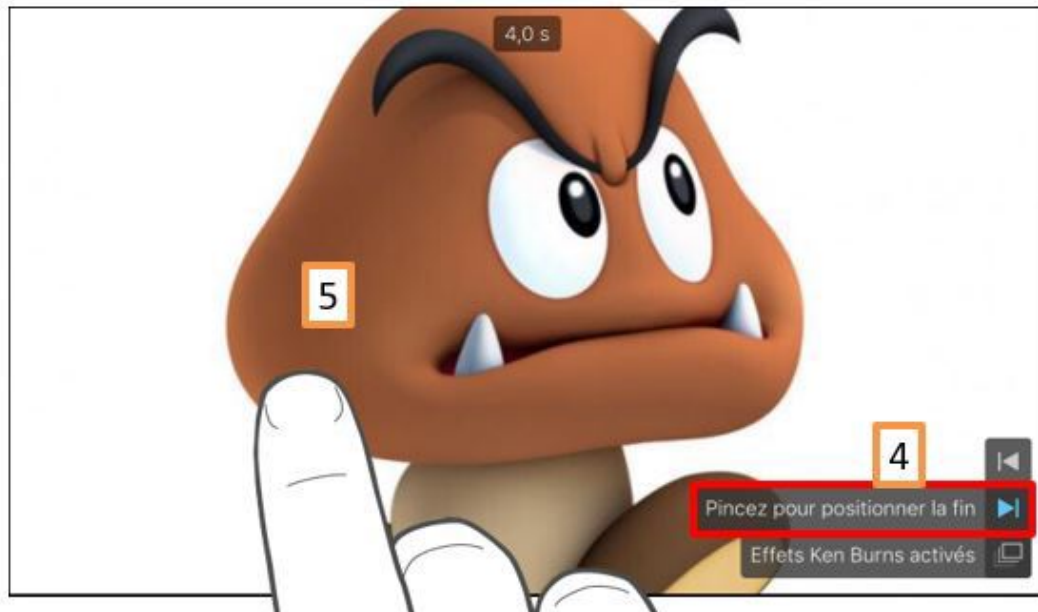 4,0 s
5
4
Pincez pour positionner la fin
Effets Ken Burns activés